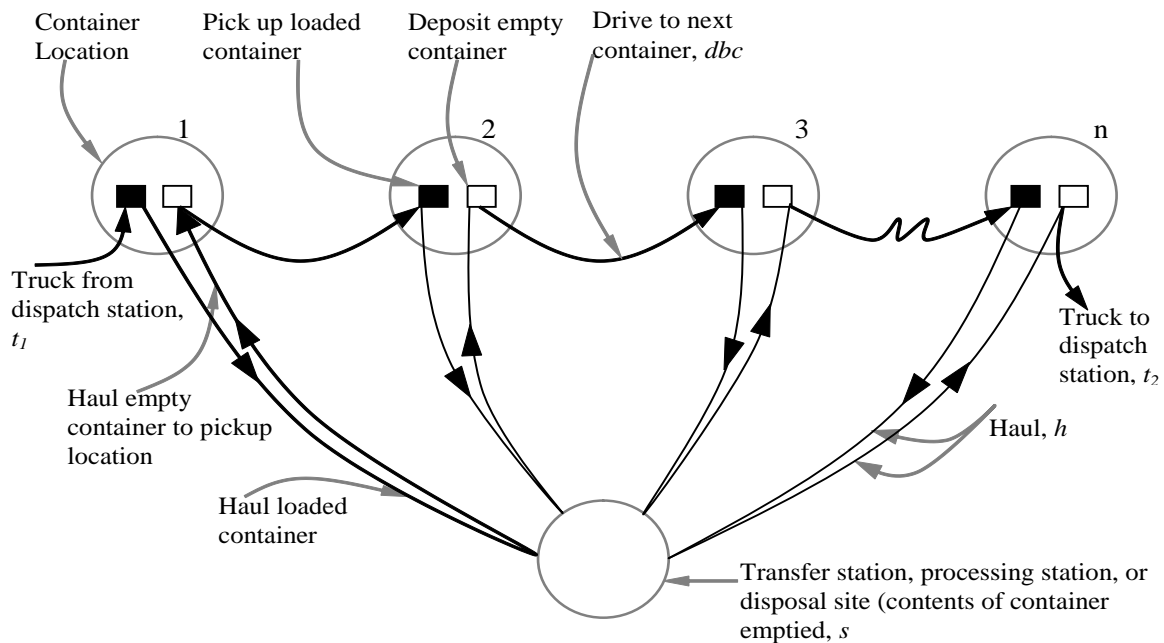 Container
Location
Pick up loaded
container
Deposit empty
container
Drive to next
container, dbc
1
2
3
n
Truck from
dispatch station,
t1
Haul empty
container to pickup
location
Haul loaded
container
Truck to
dispatch
station, t2
Haul, h
Transfer station, processing station, or
disposal site (contents of container
emptied, s